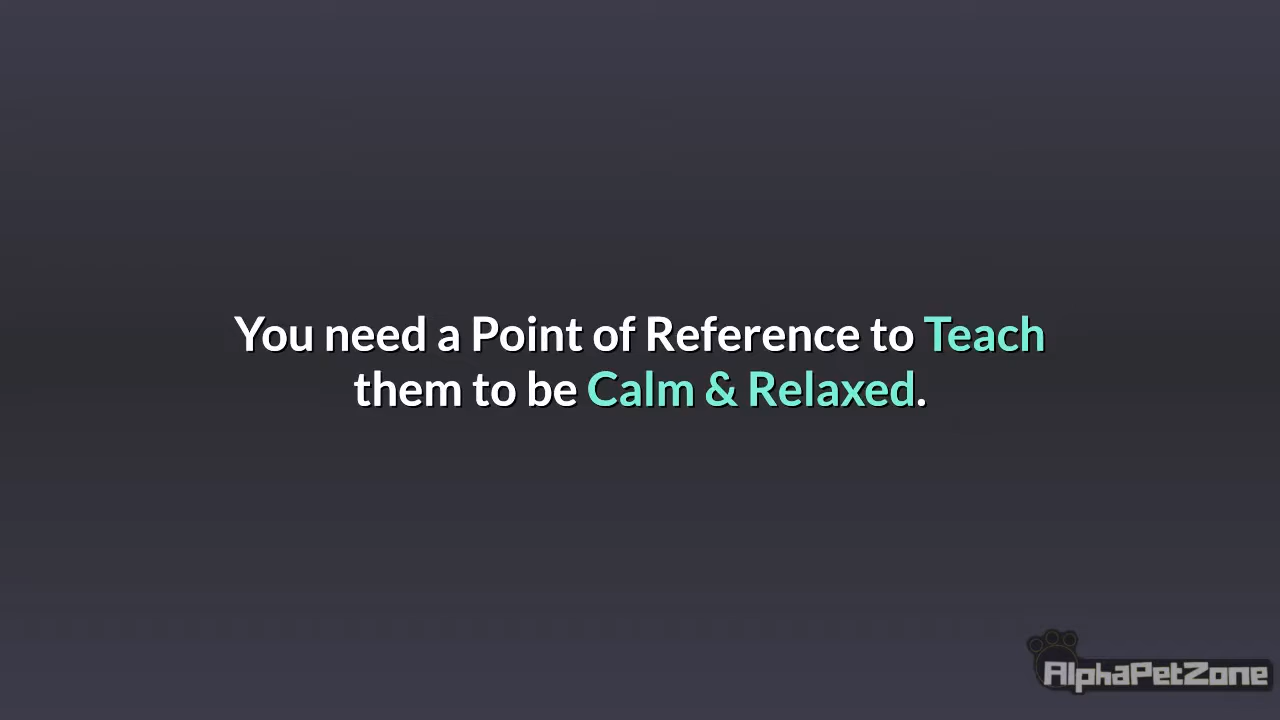 You need a Point of Reference to Teach
them to be Calm & Relaxed.
AlphaPetZone